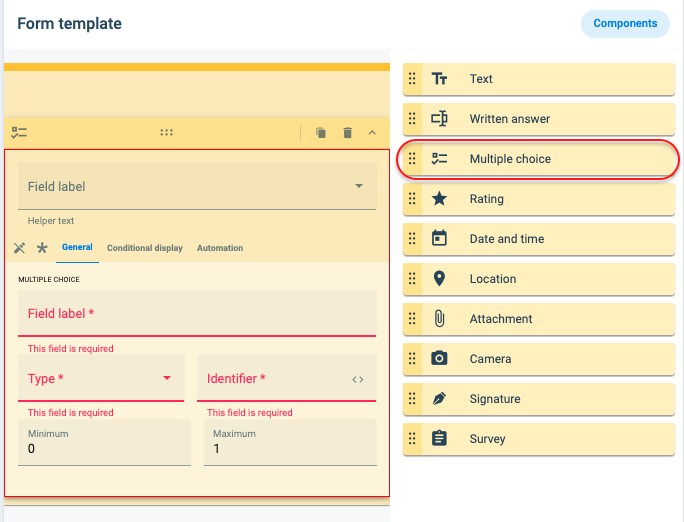 Form template
Components
Field label
Helper text
General
Conditional display
Automation
MULTIPLE CHOICE
Field label *
This field is required
Type *
Identifier *
This field is required
This field is required
Minimum
0
Maximum
1
Text
Written answer
Multiple choice
Rating
Date and time
Location
Attachment
Camera
Signature
Survey